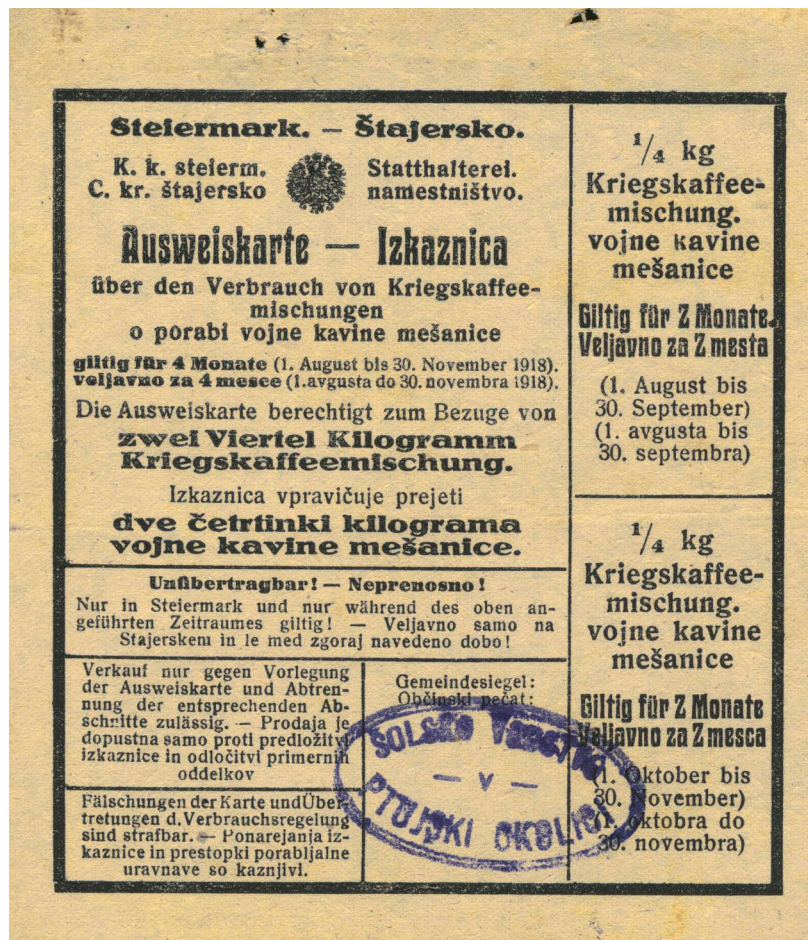 Steiermark. — Štajersko.
K. k. steierm. Statthalterei.
C. kr. štajersko namestništvo.
Ausweiskarte — Izkaznica
über den Verbrauch von Kriegskaffee-
mischungen
o porabi vojne kavine mešanice
giltig für 4 Monate (1. August bis 30. November 1918).
veljavno za 4 mesce (1.avgusta do 30. novembra 1918).
Die Ausweiskarte berechtigt zum Bezuge von
zwei Viertel Kilogramm
Kriegskaffeemischung.
Izkaznica vpravičuje prejeti
dve četrtinki kilograma
vojne kavine mešanice.
Unübertragbar! — Neprenosno!
Nur in Steiermark und nur während des oben an-
geführten Zeitraumes giltig! — Veljavno samo na
Stajerskem in le med zgoraj navedeno dobo!
Verkauf nur gegen Vorlegung
der Ausweiskarte und Abtren-
nung der entsprechenden Ab-
schnitte zulässig. — Prodaja je
dopustna samo proti predložitvi
izkaznice in odločitvi primernih
oddelkov
Fälschungen der Karte und Über-
tretungen d. Verbrauchsregelung
sind strafbar. — Ponarejanja iz-
kaznice in prestopki porabljalne
uravnave so kaznjivi.
Gemeindesiegel:
Občinski pečat:
ŠOLSKO
— V —
PTUJSKI OKOLICI
1/4 kg
Kriegskaffee-
mischung.
vojne kavine
mešanice
Giltig für 2 Monate.
Veljavno za 2 mesta
(1. August bis
30. September)
(1. avgusta bis
30. septembra)
1/4 kg
Kriegskaffee-
mischung.
vojne kavine
mešanice
Giltig für 2 Monate
Veljavno za 2 mesca
(1. Oktober bis
30. November)
(1. oktobra do
30. novembra)